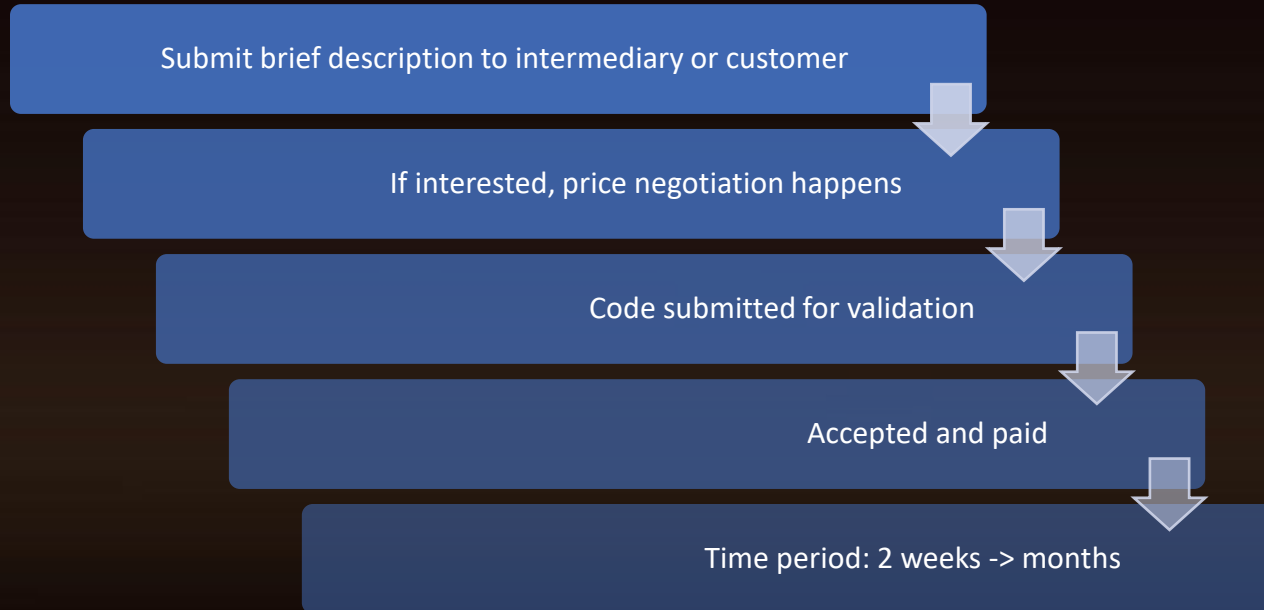 Submit brief description to intermediary or customer
If interested, price negotiation happens
Code submitted for validation
Accepted and paid
Time period: 2 weeks -> months